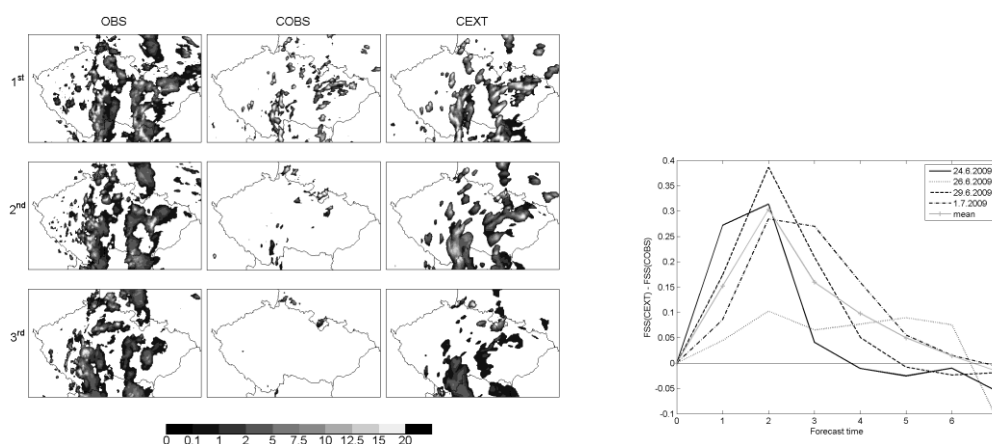 OBS COBS CEXT
1st
2nd
3rd
0 0.1 1 2 5 7.5 10 12.5 15 20
0.4
0.35
0.3
0.25
0.2
0.15
0.1
0.05
0
-0.05
-0.1
FSS(CEXT) - FSS(COBS)
24.6.2009
26.6.2009
29.6.2009
1.7.2009
mean
0 1 2 3 4 5 6
Forecast time